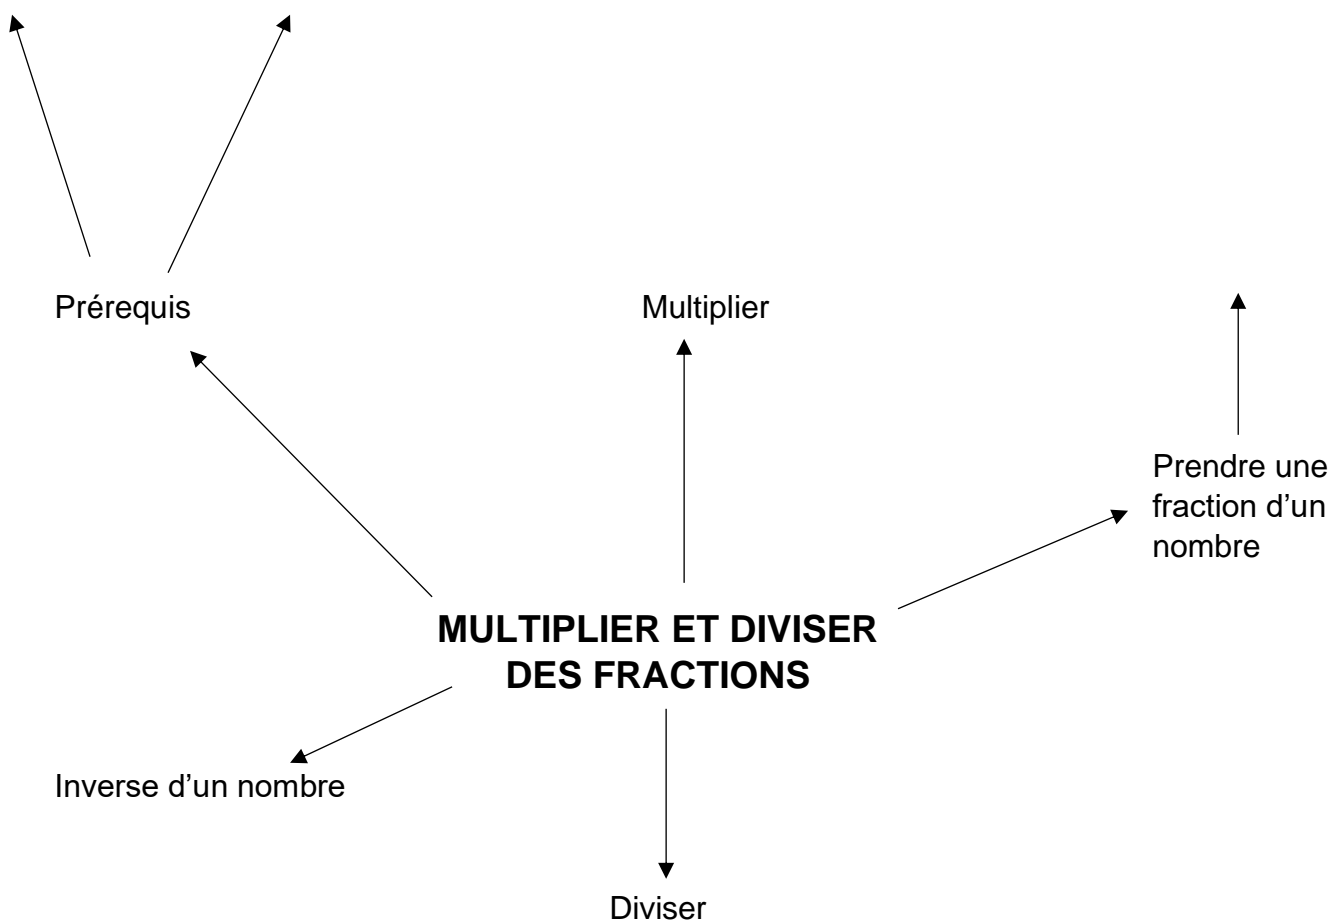 Prérequis
Multiplier
Prendre une
fraction d’un
nombre
MULTIPLIER ET DIVISER
DES FRACTIONS
Inverse d’un nombre
Diviser